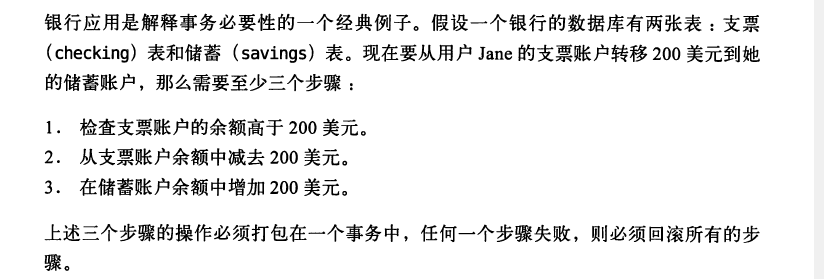 银行应用是解释事务必要性的一个经典例子。假设一个银行的数据库有两张表：支票
（checking）表和储蓄（savings）表。现在要从用户 Jane 的支票账户转移 200 美元到她
的储蓄账户，那么需要至少三个步骤：
1. 检查支票账户的余额高于 200 美元。
2. 从支票账户余额中减去 200 美元。
3. 在储蓄账户余额中增加 200 美元。
上述三个步骤的操作必须打包在一个事务中，任何一个步骤失败，则必须回滚所有的步
骤。